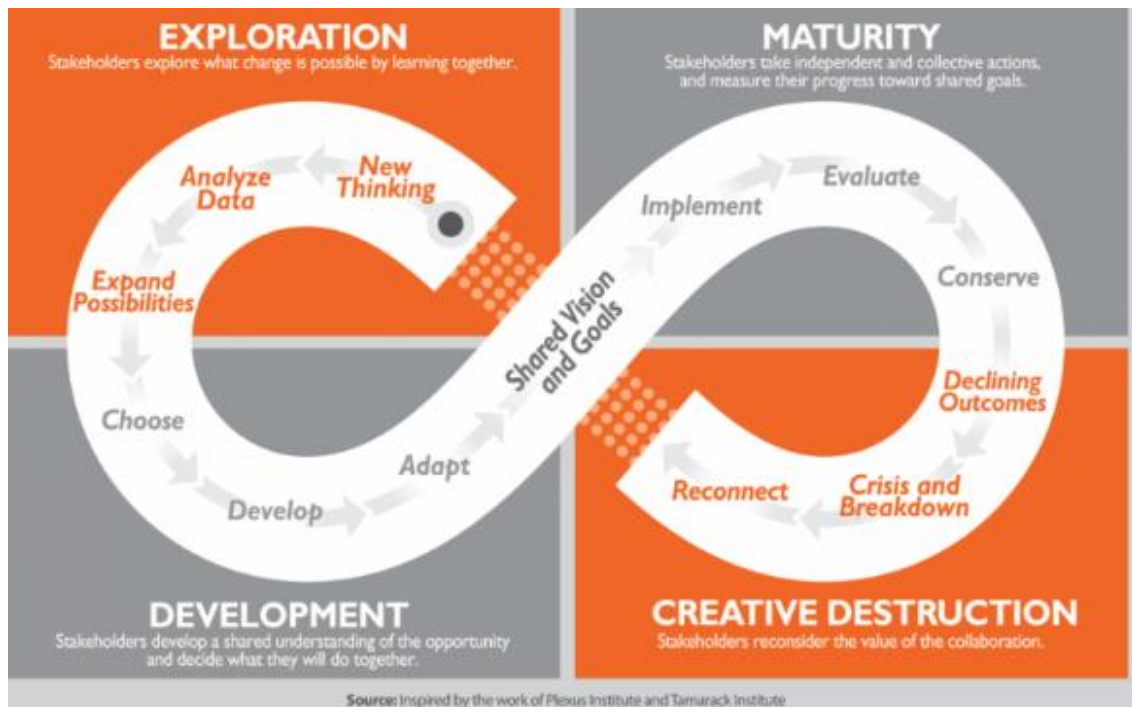 EXPLORATION
Stakeholders explore what change is possible by learning together.
New
Thinking
Analyze
Data
Expand
Possibilities
Choose
Develop
Adapt
DEVELOPMENT
Stakeholders develop a shared understanding of the opportunity
and decide what they will do together.
Shared Vision
and Goals
MATURITY
Stakeholders take independent and collective actions,
and measure their progress toward shared goals.
Implement
Evaluate
Conserve
Declining
Outcomes
Crisis and
Breakdown
Reconnect
CREATIVE DESTRUCTION
Stakeholders reconsider the value of the collaboration.
Source: Inspired by the work of Plexus Institute and Tamarack Institute